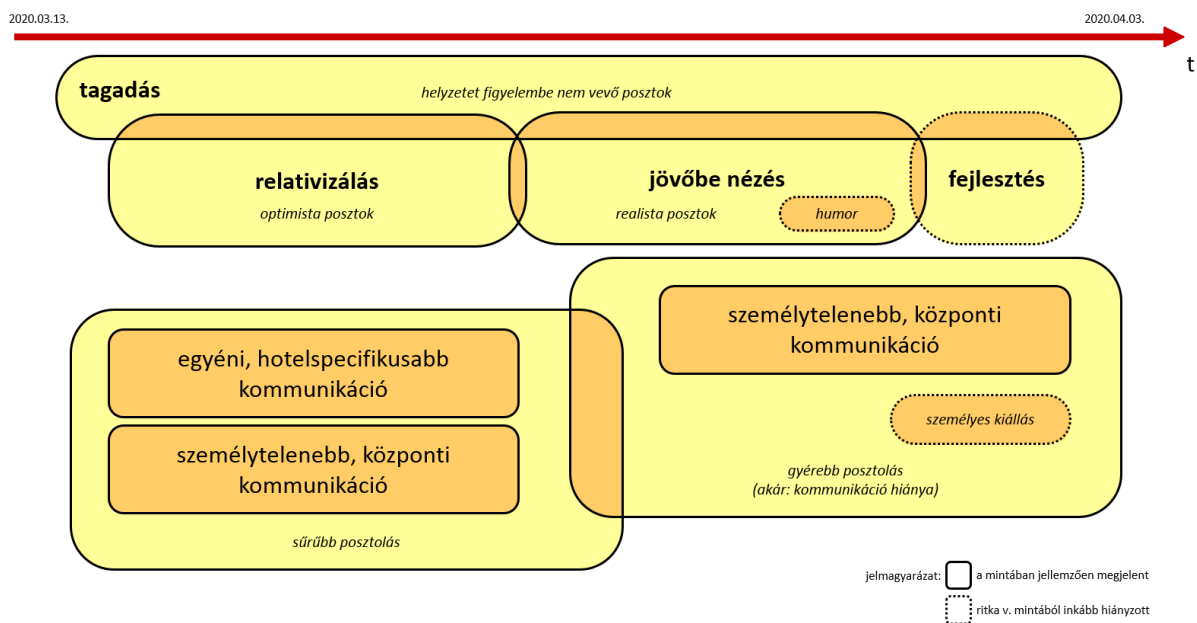 2020.03.13.
2020.04.03.
t
tagadás
helyzetet figyelembe nem vevő posztok
relativizálás
optimista posztok
jövőbe nézés
realista posztok
humor
fejlesztés
személytelenebb, központi
kommunikáció
személyes kiállás
gyérebb posztolás
(akár: kommunikáció hiánya)
egyéni, hotelspecifikusabb
kommunikáció
személytelenebb, központi
kommunikáció
sűrűbb posztolás
jelmagyarázat:
a mintában jellemzően megjelent
ritka v. mintából inkább hiányzott